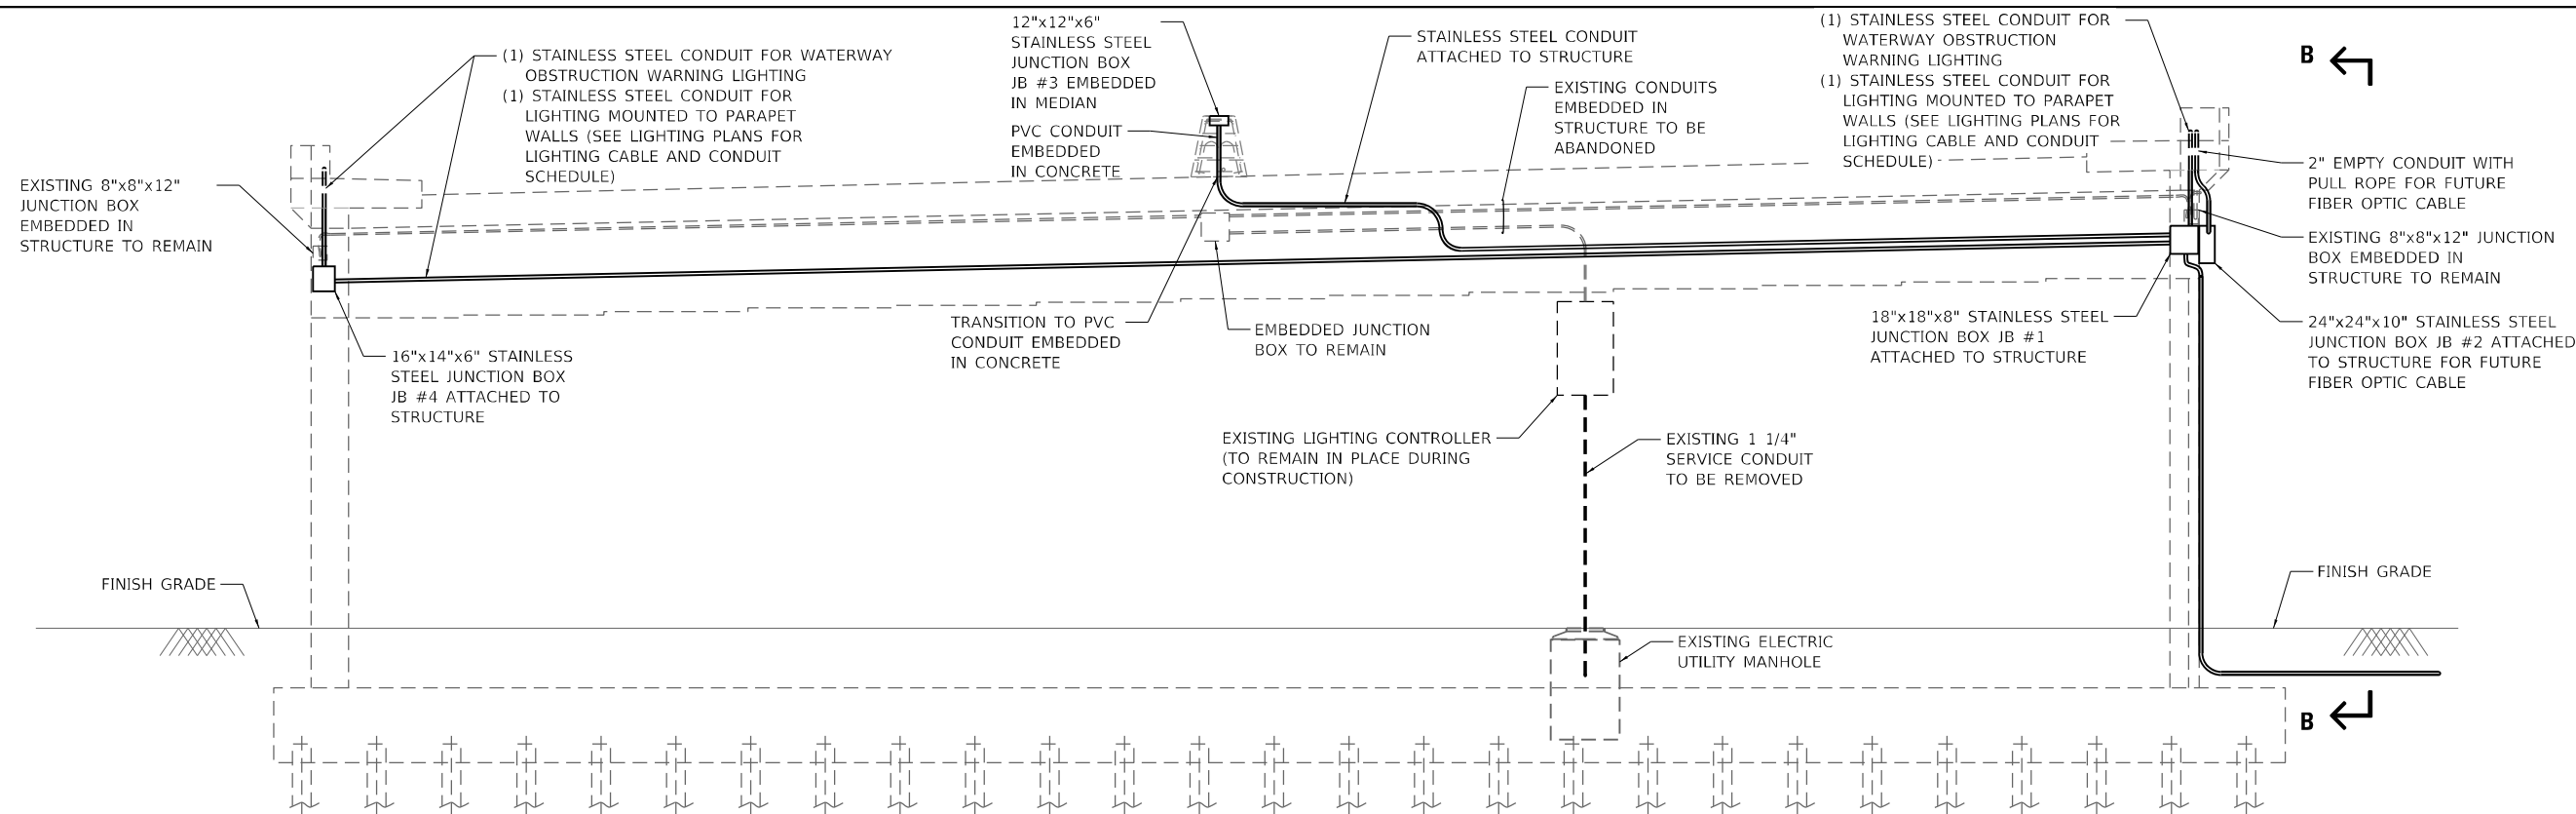 (1) STAINLESS STEEL CONDUIT FOR WATERWAY
OBSTRUCTION WARNING LIGHTING
(1) STAINLESS STEEL CONDUIT FOR
LIGHTING MOUNTED TO PARAPET
WALLS (SEE LIGHTING PLANS FOR
LIGHTING CABLE AND CONDUIT
SCHEDULE)
12"x12"x6"
STAINLESS STEEL
JUNCTION BOX
JB #3 EMBEDDED
IN MEDIAN
PVC CONDUIT
EMBEDDED
IN CONCRETE
STAINLESS STEEL CONDUIT
ATTACHED TO STRUCTURE
EXISTING CONDUITS
EMBEDDED IN
STRUCTURE TO BE
ABANDONED
(1) STAINLESS STEEL CONDUIT FOR
WATERWAY OBSTRUCTION
WARNING LIGHTING
(1) STAINLESS STEEL CONDUIT FOR
LIGHTING MOUNTED TO PARAPET
WALLS (SEE LIGHTING PLANS FOR
LIGHTING CABLE AND CONDUIT
SCHEDULE)
B
2" EMPTY CONDUIT WITH
PULL ROPE FOR FUTURE
FIBER OPTIC CABLE
EXISTING 8"x8"x12"
JUNCTION BOX
EMBEDDED IN
STRUCTURE TO REMAIN
EXISTING 8"x8"x12" JUNCTION
BOX EMBEDDED IN
STRUCTURE TO REMAIN
16"x14"x6" STAINLESS
STEEL JUNCTION BOX
JB #4 ATTACHED TO
STRUCTURE
TRANSITION TO PVC
CONDUIT EMBEDDED
IN CONCRETE
EMBEDDED JUNCTION
BOX TO REMAIN
18"x18"x8" STAINLESS STEEL
JUNCTION BOX JB #1
ATTACHED TO STRUCTURE
24"x24"x10" STAINLESS STEEL
JUNCTION BOX JB #2 ATTACHED
TO STRUCTURE FOR FUTURE
FIBER OPTIC CABLE
EXISTING LIGHTING CONTROLLER
(TO REMAIN IN PLACE DURING
CONSTRUCTION)
EXISTING 1 1/4"
SERVICE CONDUIT
TO BE REMOVED
FINISH GRADE
FINISH GRADE
EXISTING ELECTRIC
UTILITY MANHOLE
B